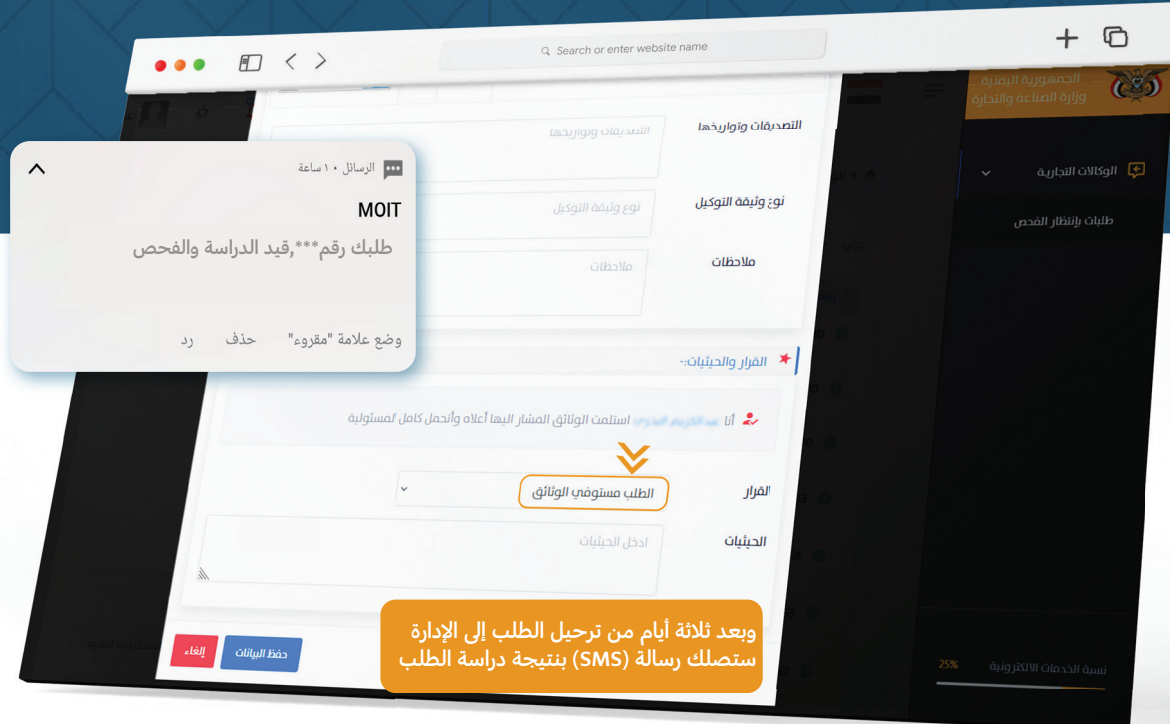 Search or enter website name
الجمهورية اليمنية
وزارة الصناعة والتجارة
الوكالات التجارية
طلبات بإنتظار الفحص
التصديقات وتواريخها
التصديقات وتواريخها
نوع وثيقة التوكيل
نوع وثيقة التوكيل
ملاحظات
ملاحظات
الرسائل • ١ ساعة
MOIT
طلبك رقم***,قيد الدراسة والفحص
وضع علامة "مقروء" حذف رد
* القرار والحيثيات:-
أنا استلمت الوثائق المشار اليها أعلاه وأتحمل كامل المسئولية
القرار
الطلب مستوفي الوثائق
الحيثيات
ادخل الحيثيات
وبعد ثلاثة أيام من ترحيل الطلب إلى الإدارة
ستصلك رسالة (SMS) بنتيجة دراسة الطلب
حفظ البيانات
إلغاء
نسبة الخدمات الالكترونية 25%